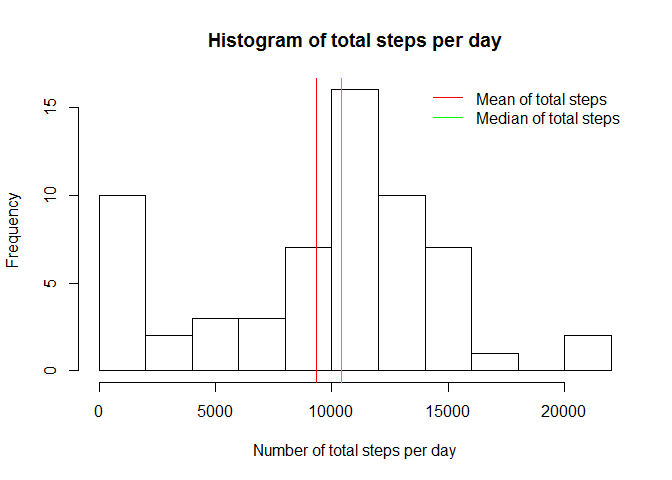 Histogram of total steps per day
Mean of total steps
Median of total steps
Frequency
15
10
5
0
0 5000 10000 15000 20000
Number of total steps per day